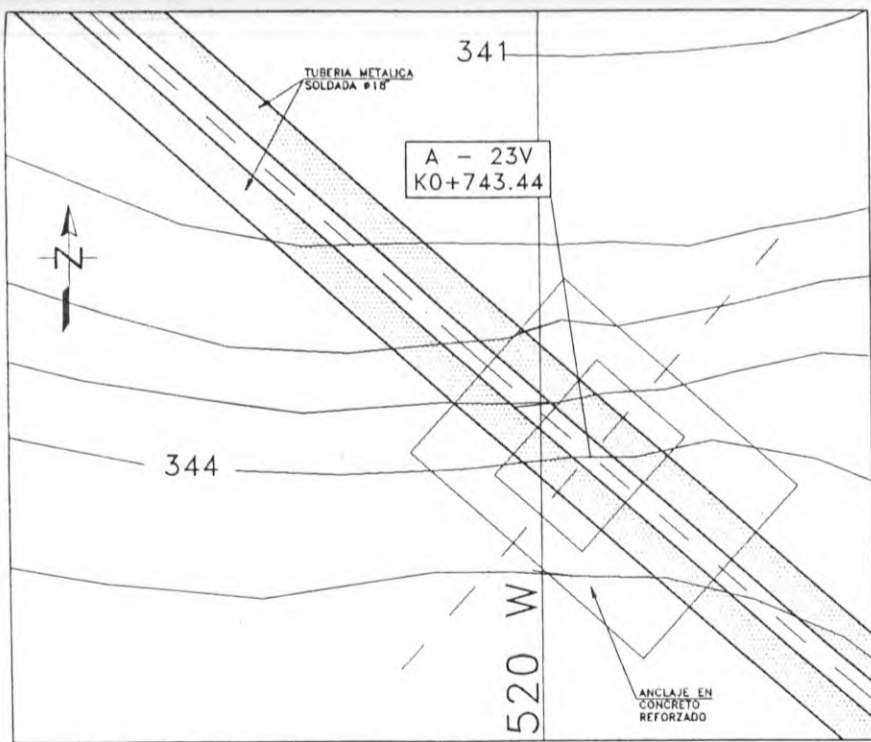 341
TUBERIA METALICA
SOLDADA ø18"
A - 23V
K0+743.44
N
344
520 W
ANCLAJE EN
CONCRETO
REFORZADO